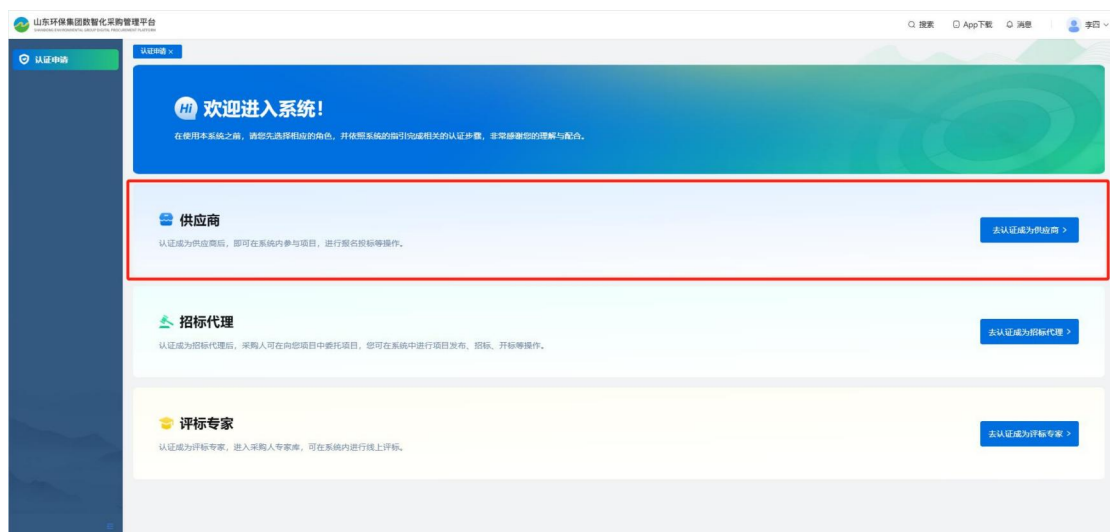 山东环保集团数智化采购管理平台
搜索
App下载
消息
李四
认证申请
认证申请 ×
Hi 欢迎进入系统！
在使用本系统之前，请您先选择相应的角色，并依照系统的指引完成相关的认证步骤，非常感谢您的理解与配合。
供应商
认证成为供应商后，即可在系统内参与项目，进行报名投标等操作。
去认证成为供应商 >
招标代理
认证成为招标代理后，采购人可在向您项目中委托项目，您可在系统中进行项目发布、招标、开标等操作。
去认证成为招标代理 >
评标专家
认证成为评标专家，进入采购人专家库，可在系统内进行线上评标。
去认证成为评标专家 >